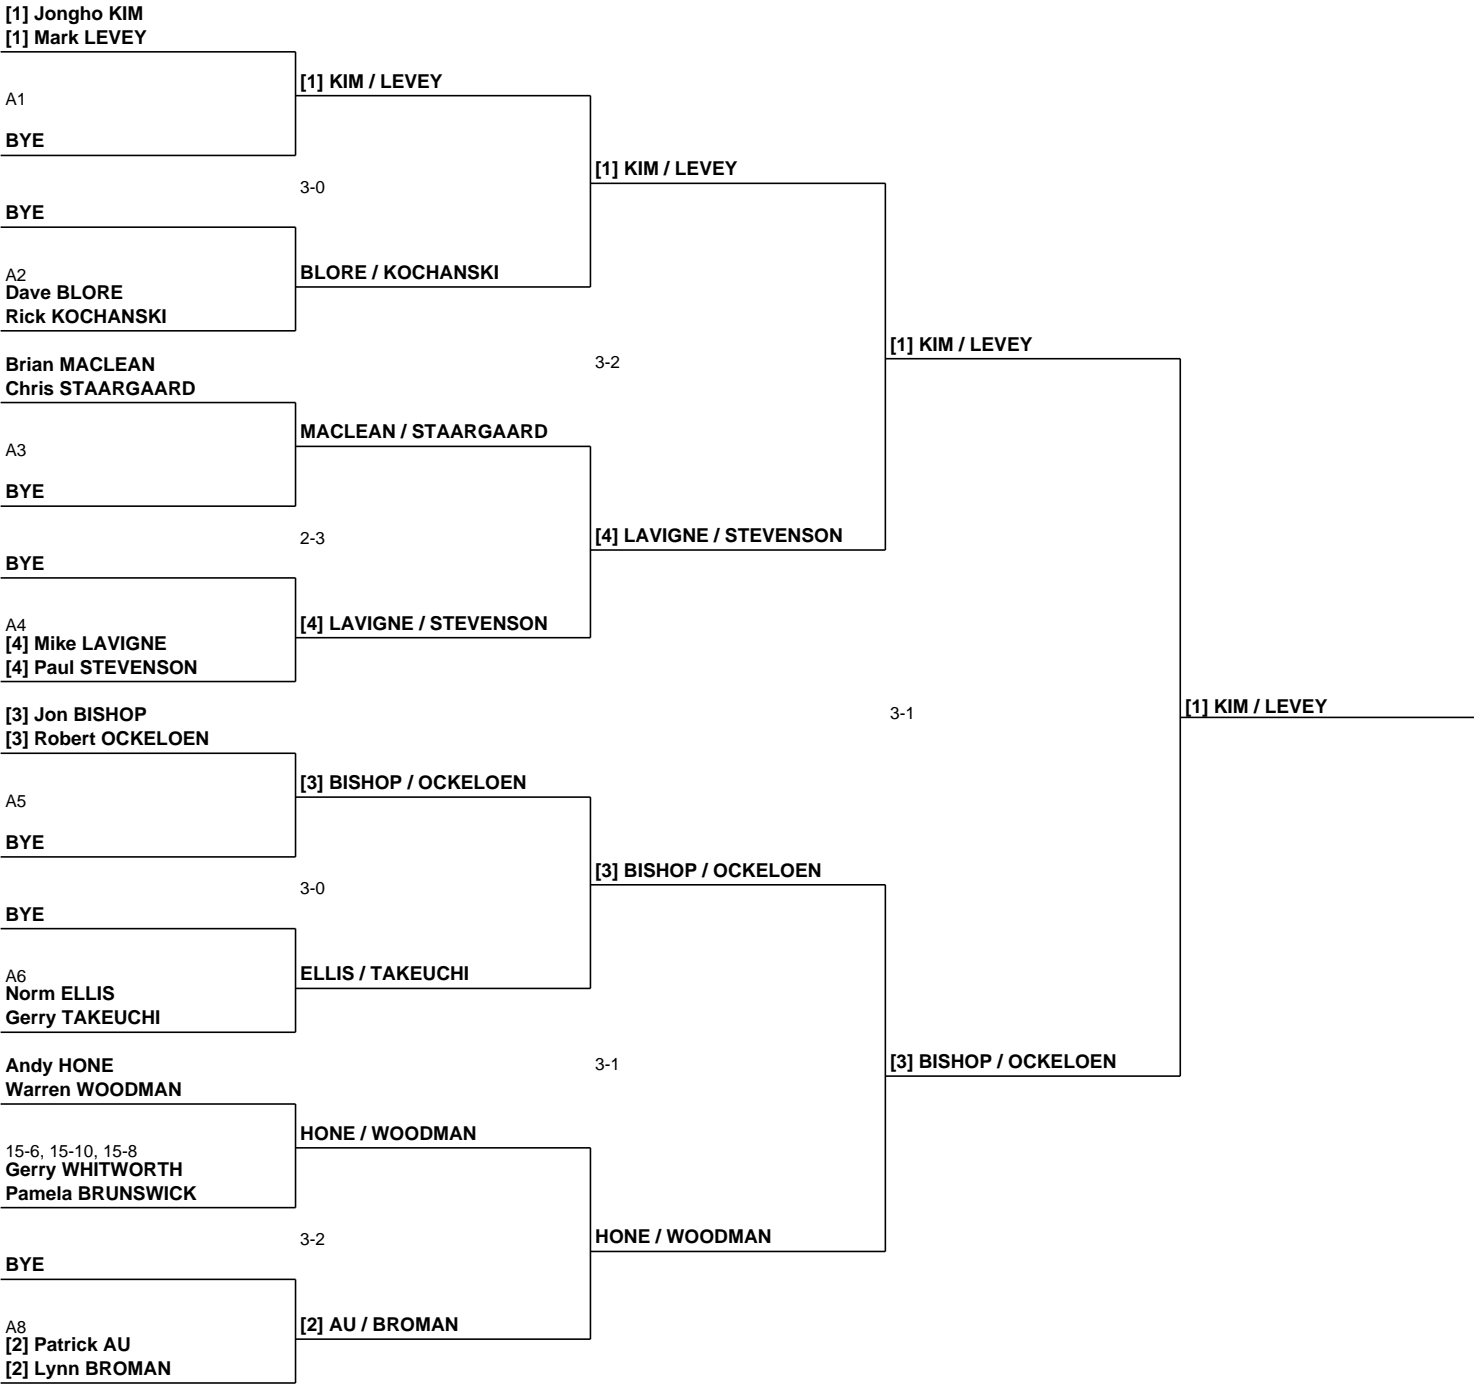 [1] Jongho KIM
[1] Mark LEVEY
A1
BYE
BYE
A2
Dave BLORE
Rick KOCHANSKI
Brian MACLEAN
Chris STAARGAARD
A3
BYE
BYE
A4
[4] Mike LAVIGNE
[4] Paul STEVENSON
[3] Jon BISHOP
[3] Robert OCKELOEN
A5
BYE
BYE
A6
Norm ELLIS
Gerry TAKEUCHI
Andy HONE
Warren WOODMAN
15-6, 15-10, 15-8
Gerry WHITWORTH
Pamela BRUNSWICK
BYE
A8
[2] Patrick AU
[2] Lynn BROMAN
[1] KIM / LEVEY
3-0
BLORE / KOCHANSKI
MACLEAN / STAARGAARD
2-3
[4] LAVIGNE / STEVENSON
[3] BISHOP / OCKELOEN
3-0
ELLIS / TAKEUCHI
HONE / WOODMAN
3-2
[2] AU / BROMAN
[1] KIM / LEVEY
3-2
[4] LAVIGNE / STEVENSON
[3] BISHOP / OCKELOEN
3-1
HONE / WOODMAN
[1] KIM / LEVEY
3-1
[3] BISHOP / OCKELOEN
[1] KIM / LEVEY